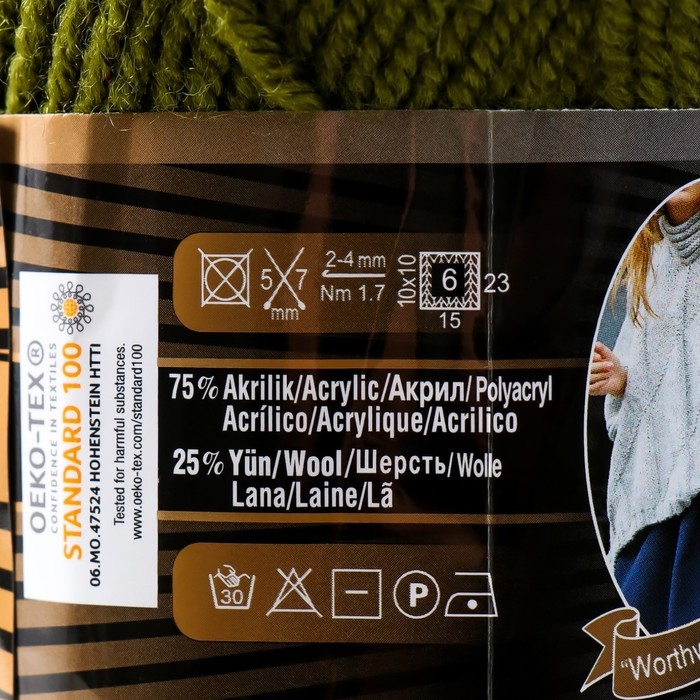 OEKO-TEX®
CONFIDENCE IN TEXTILES
STANDARD 100
06.MO.47524 HOHENSTEIN HTTI
Tested for harmful substances.
www.oeko-tex.com/standard100
5 7
mm
2-4 mm
Nm 1.7
10x10
6
23
15
75% Akrilik/Acrylic/Акрил/Polyacryl
Acrílico/Acrylique/Acrilico
25% Yün/Wool/Шерсть/Wolle
Lana/Laine/Lã
30
P